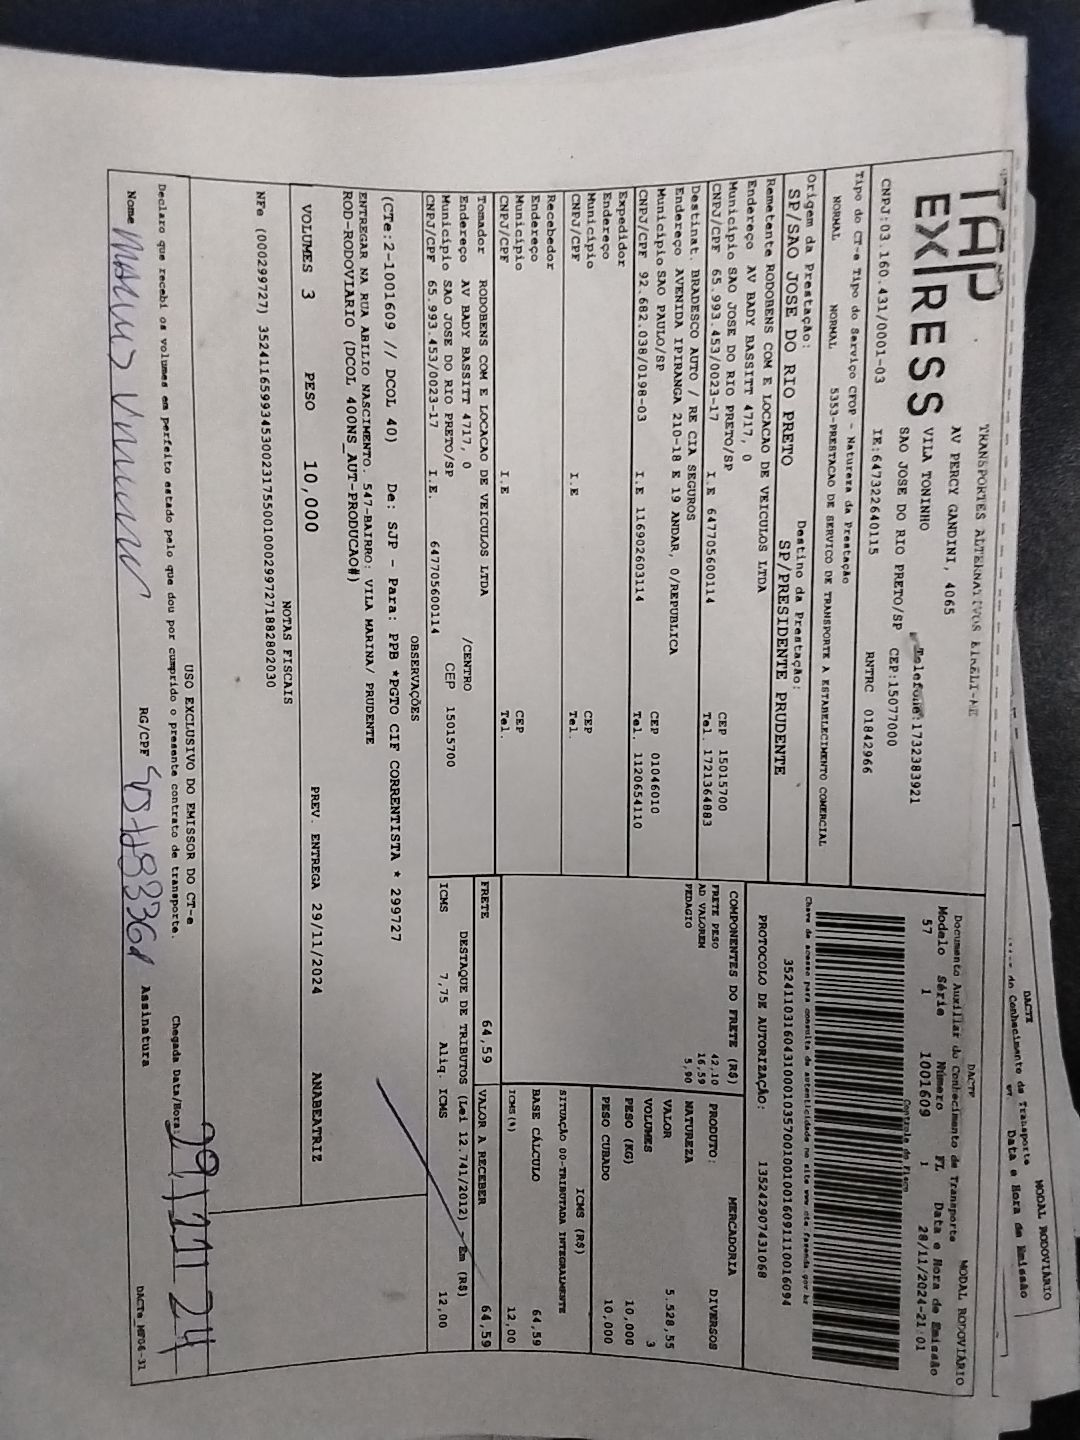 TAP
EXPRESS
TRANSPORTES ALTERNATIVOS EIRELI-ME
AV PERCY GANDINI, 4065
VILA TONINHO
Telefone:1732383921
SAO JOSE DO RIO PRETO/SP CEP:15077000
CNPJ:03.160.431/0001-03 IE:647322640115 RNTRC 01842966
Tipo do CT-e Tipo do Serviço CFOP - Natureza da Prestação
NORMAL NORMAL 5353-PRESTACAO DE SERVICO DE TRANSPORTE A ESTABELECIMENTO COMERCIAL
Origem da Prestação: Destino da Prestação:
SP/SAO JOSE DO RIO PRETO SP/PRESIDENTE PRUDENTE
Remetente RODOBENS COM E LOCACAO DE VEICULOS LTDA
Endereço AV BADY BASSITT 4717, 0
Município SAO JOSE DO RIO PRETO/SP CEP 15015700
CNPJ/CPF 65.993.453/0023-17 I.E 647705600114 Tel. 1721364883
Destinat. BRADESCO AUTO / RE CIA SEGUROS
Endereço AVENIDA IPIRANGA 210-18 E 19 ANDAR, 0/REPUBLICA
Município SAO PAULO/SP CEP 01046010
CNPJ/CPF 92.682.038/0198-03 I.E 116902603114 Tel. 1120654110
Expedidor
Endereço
Município CEP
CNPJ/CPF I.E Tel.
Recebedor
Endereço
Município CEP
CNPJ/CPF I.E Tel.
Tomador RODOBENS COM E LOCACAO DE VEICULOS LTDA
Endereço AV BADY BASSITT 4717, 0 /CENTRO
Município SAO JOSE DO RIO PRETO/SP CEP 15015700
CNPJ/CPF 65.993.453/0023-17 I.E. 647705600114
DACTE MODAL RODOVIÁRIO
Documento Auxiliar do Conhecimento de Transporte
Modelo Série Número FL Data e Hora de Emissão
57 1 1001609 1 28/11/2024-21:01
Controle do Fisco
Chave de acesso para consulta de autenticidade no site www.cte.fazenda.gov.br
35241103160431000103570010010016091110016094
PROTOCOLO DE AUTORIZAÇÃO: 135242907431068
COMPONENTES DO FRETE (R$)
FRETE PESO 42,10
AD VALOREM 16,59
PEDAGIO 5,90
MERCADORIA
PRODUTO: DIVERSOS
NATUREZA
VALOR 5.528,55
VOLUMES 3
PESO (KG) 10,000
PESO CUBADO 10,000
ICMS (R$)
SITUAÇÃO 00-TRIBUTADA INTEGRALMENTE
BASE CÁLCULO 64,59
ICMS(%) 12,00
FRETE 64,59 VALOR A RECEBER 64,59
DESTAQUE DE TRIBUTOS (Lei 12.741/2012) - Em (R$)
ICMS 7,75 Aliq. ICMS 12,00
OBSERVAÇÕES
(CTe:2-1001609 // DCOL 40) De: SJP - Para: PPB *PGTO CIF CORRENTISTA * 299727
ENTREGAR NA RUA ABILIO NASCIMENTO. 547-BAIRRO: VILA MARINA/ PRUDENTE
ROD-RODOVIARIO (DCOL 400NS_AUT-PRODUCAO#)
VOLUMES 3 PESO 10,000 PREV. ENTREGA 29/11/2024 ANABEATRIZ
NOTAS FISCAIS
NFe (000299727) 35241165993453002317550010002997271882802030
USO EXCLUSIVO DO EMISSOR DO CT-e
Declaro que recebi os volumes em perfeito estado pelo que dou por cumprido o presente contrato de transporte. Chegada Data/Hora: 29/11/24
Nome RG/CPF Assinatura DACTe MF06-31
MODAL RODOVIÁRIO
DACTE
do Conhecimento de Transporte
Data e Hora de Emissão